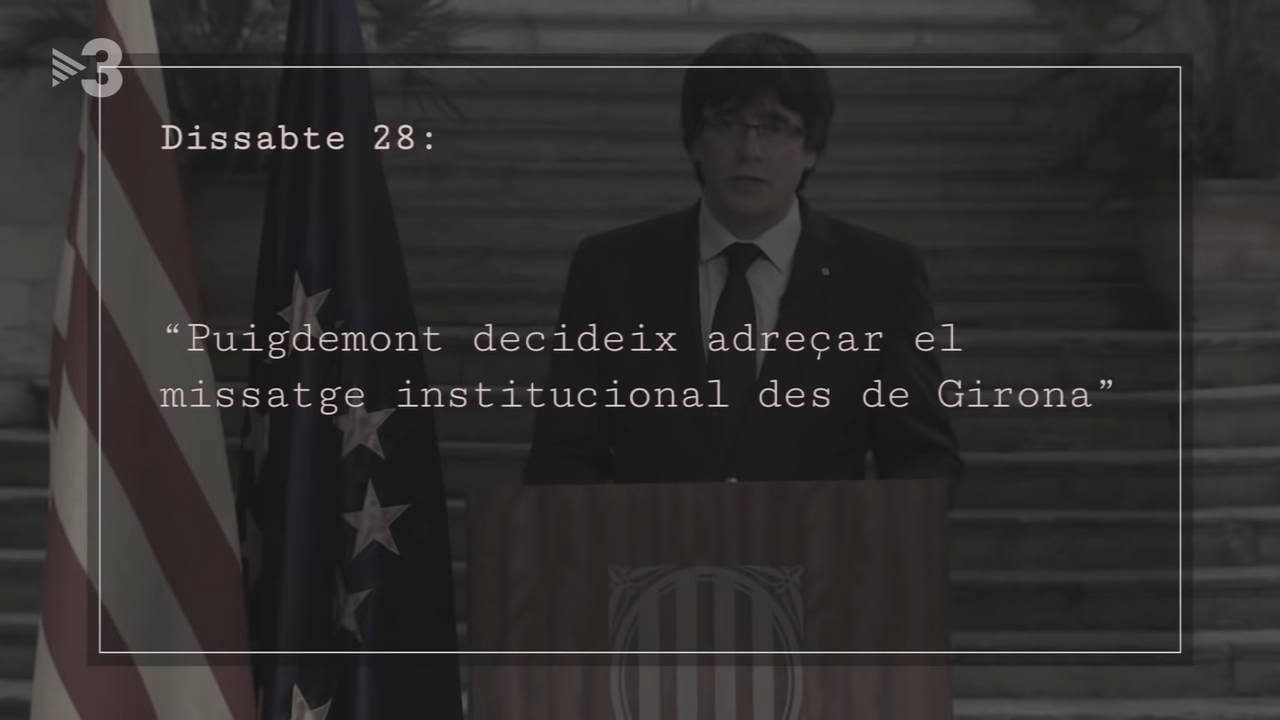 3
Dissabte 28:
“Puigdemont decideix adreçar el
missatge institucional des de Girona”